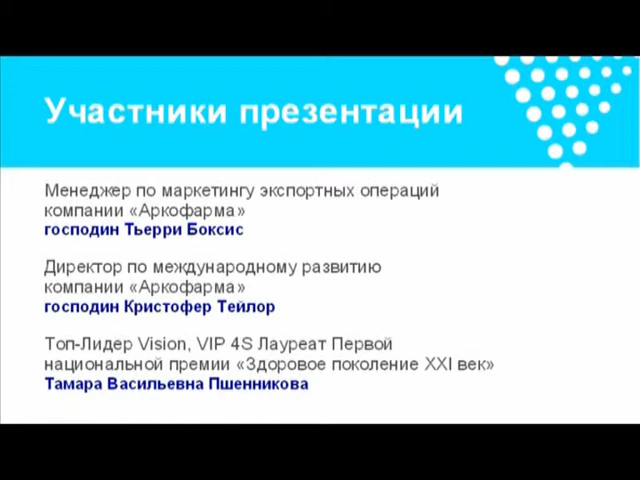 Участники презентации
Менеджер по маркетингу экспортных операций
компании «Аркофарма»
господин Тьерри Боксис
Директор по международному развитию
компании «Аркофарма»
господин Кристофер Тейлор
Топ-Лидер Vision, VIP 4S Лауреат Первой
национальной премии «Здоровое поколение XXI век»
Тамара Васильевна Пшенникова